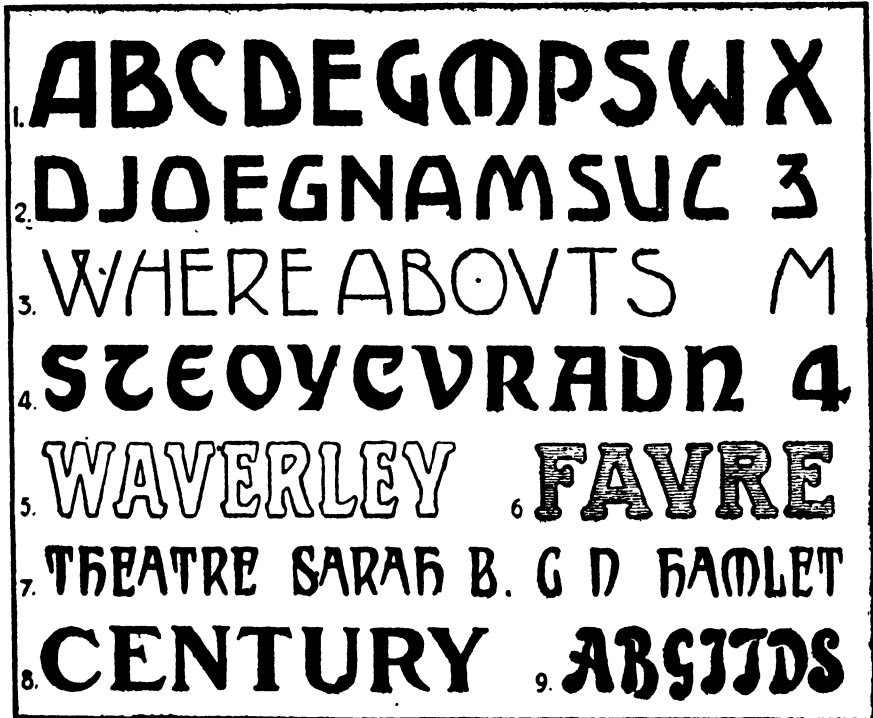 1. ABCDEGMPSWX
2. DJOEGNAMSUC 3
3. WHEREABOVTS M
4. STEOYCVRADN 4
5. WAVERLEY 6 FAVRE
7. THEATRE SARAH B. G N HAMLET
8. CENTURY 9. ABGITDS